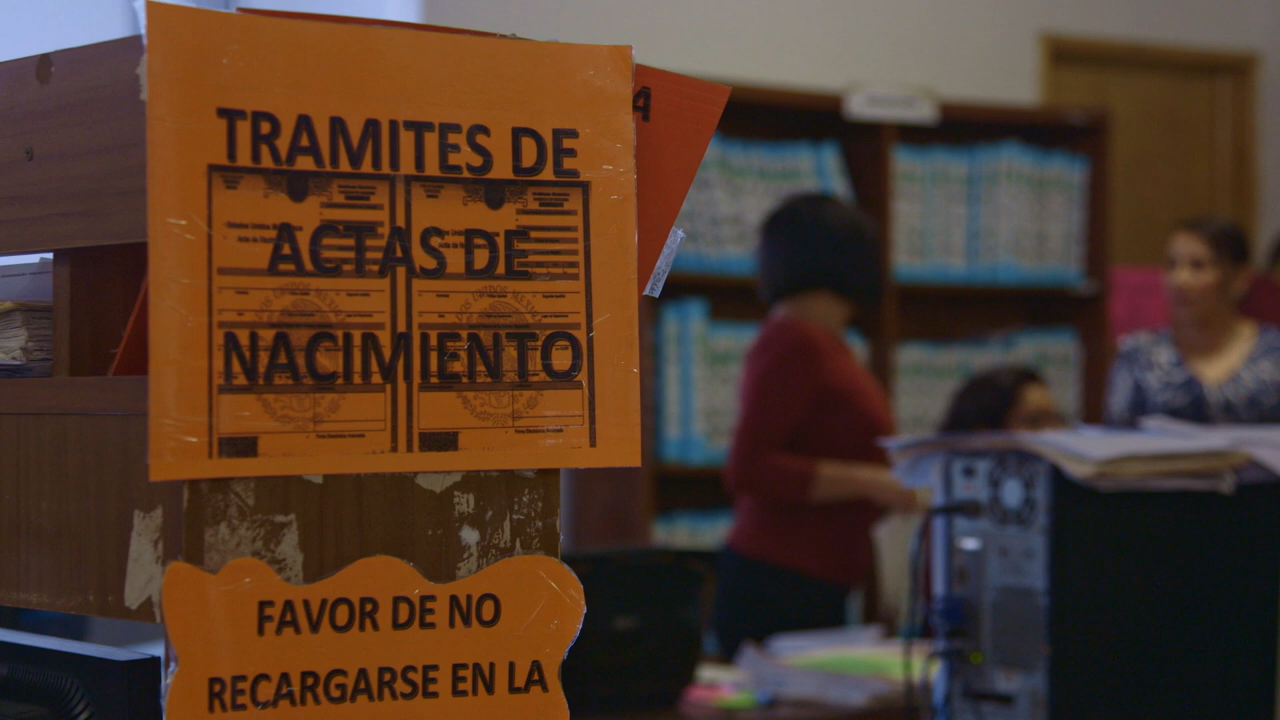 TRAMITES DE
ACTAS DE
NACIMIENTO
A
FAVOR DE NO
RECARGARSE EN LA